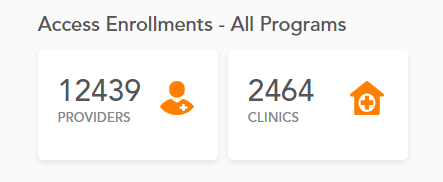 Access Enrollments - All Programs
12439
PROVIDERS
2464
CLINICS